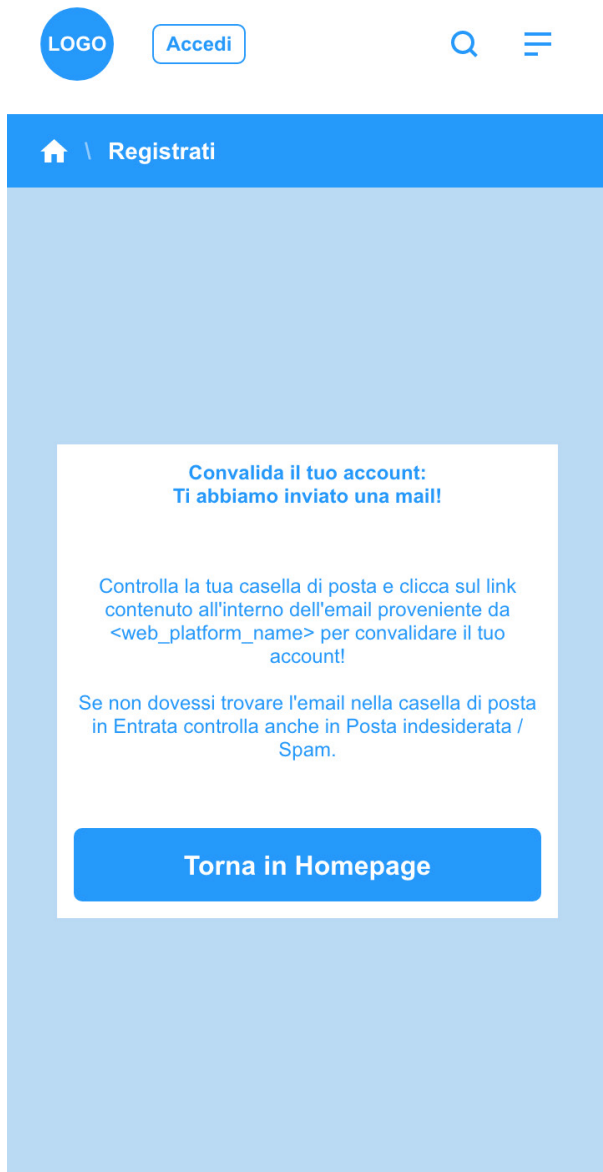 LOGO
Accedi
\ Registrati
Convalida il tuo account:
Ti abbiamo inviato una mail!
Controlla la tua casella di posta e clicca sul link
contenuto all'interno dell'email proveniente da
<web_platform_name> per convalidare il tuo
account!
Se non dovessi trovare l'email nella casella di posta
in Entrata controlla anche in Posta indesiderata /
Spam.
Torna in Homepage